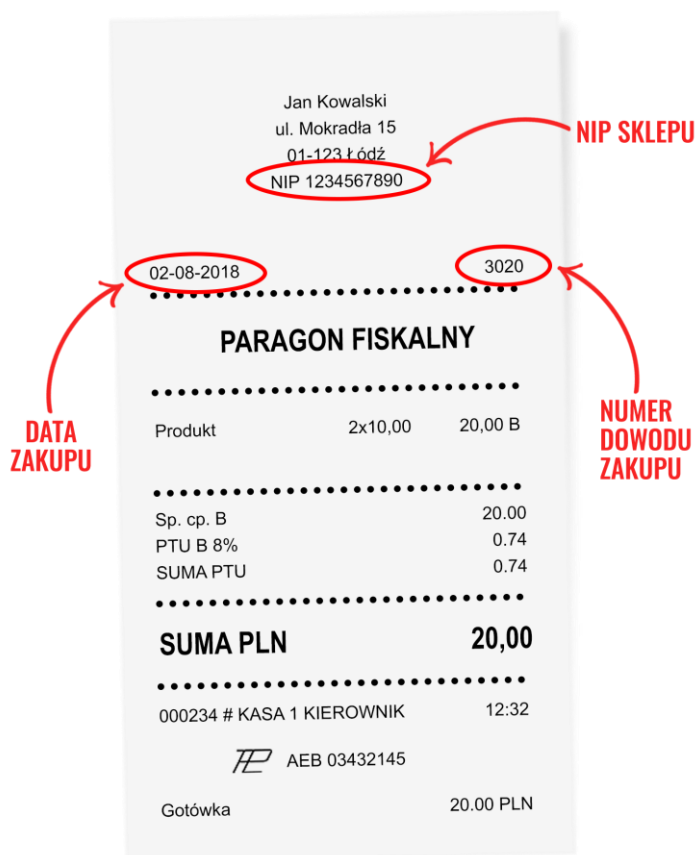 Jan Kowalski
ul. Mokradła 15
01-123 Łódź
NIP 1234567890
NIP SKLEPU
02-08-2018 3020
PARAGON FISKALNY
DATA
ZAKUPU
NUMER
DOWODU
ZAKUPU
Produkt 2x10,00 20,00 B
Sp. cp. B 20.00
PTU B 8% 0.74
SUMA PTU 0.74
SUMA PLN 20,00
000234 # KASA 1 KIEROWNIK 12:32
AEB 03432145
Gotówka 20.00 PLN